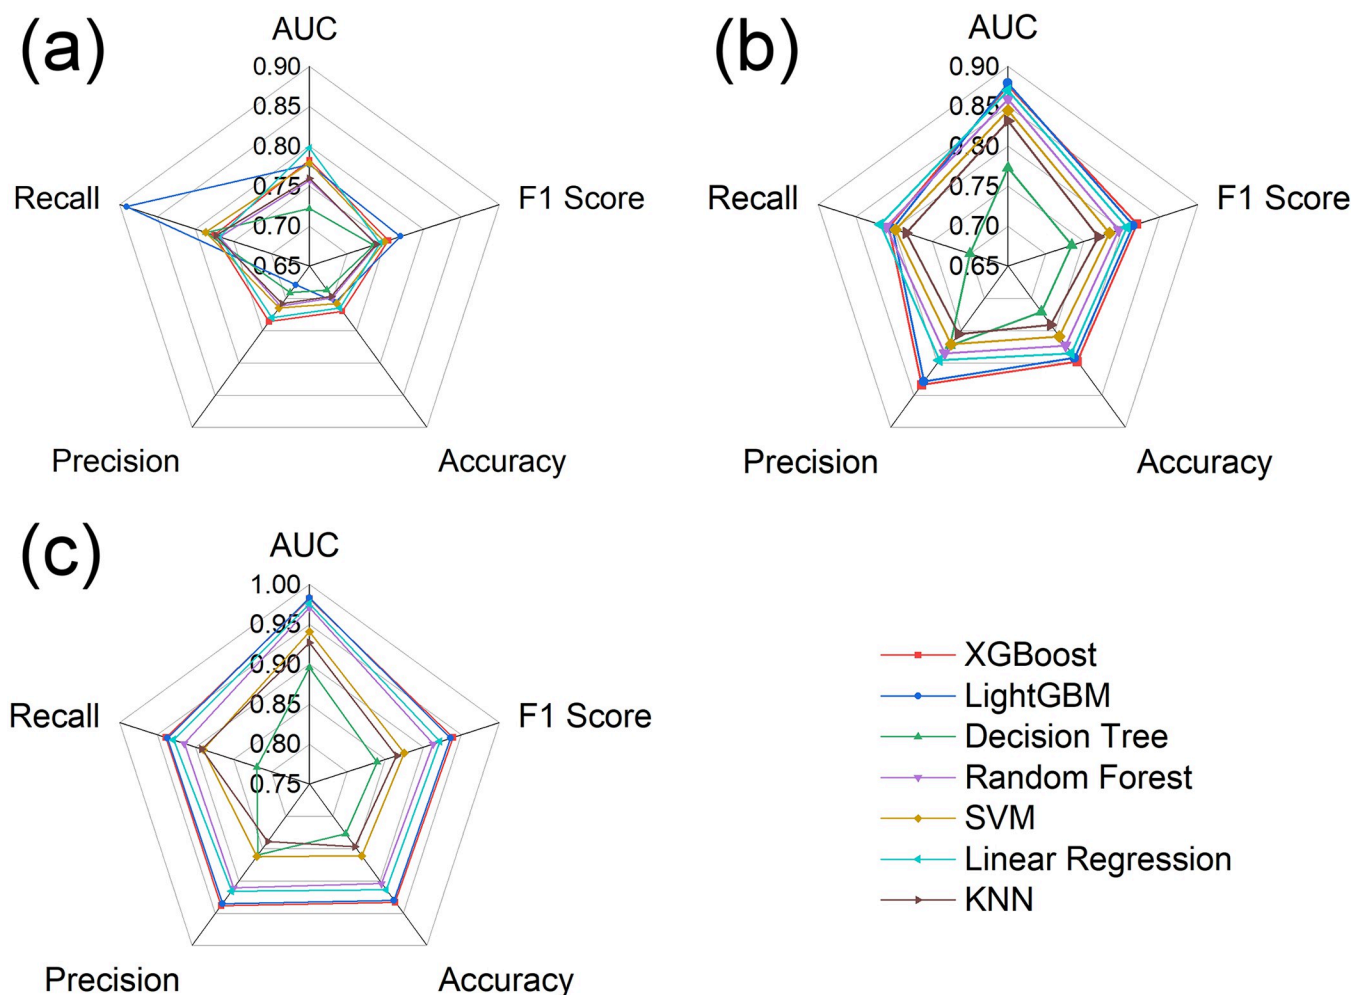 (a)
AUC
0.90
0.85
0.80
0.75
0.70
0.65
Recall
F1 Score
Precision
Accuracy
(b)
AUC
0.90
0.85
0.80
0.75
0.70
0.65
Recall
F1 Score
Precision
Accuracy
(c)
AUC
1.00
0.95
0.90
0.85
0.80
0.75
Recall
F1 Score
Precision
Accuracy
XGBoost
LightGBM
Decision Tree
Random Forest
SVM
Linear Regression
KNN